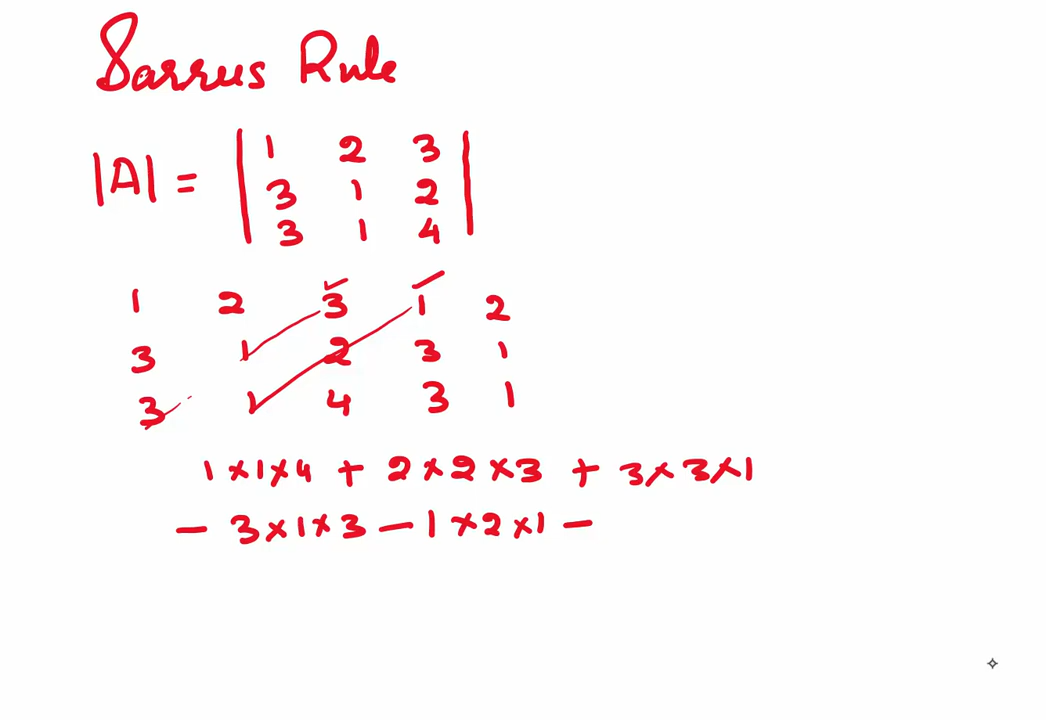 Sarrus Rule
|A| = | 1 2 3 |
| 3 1 2 |
| 3 1 4 |
1 2 3 1 2
3 1 2 3 1
3 1 4 3 1
1 × 1 × 4 + 2 × 2 × 3 + 3 × 3 × 1
- 3 × 1 × 3 - 1 × 2 × 1 -